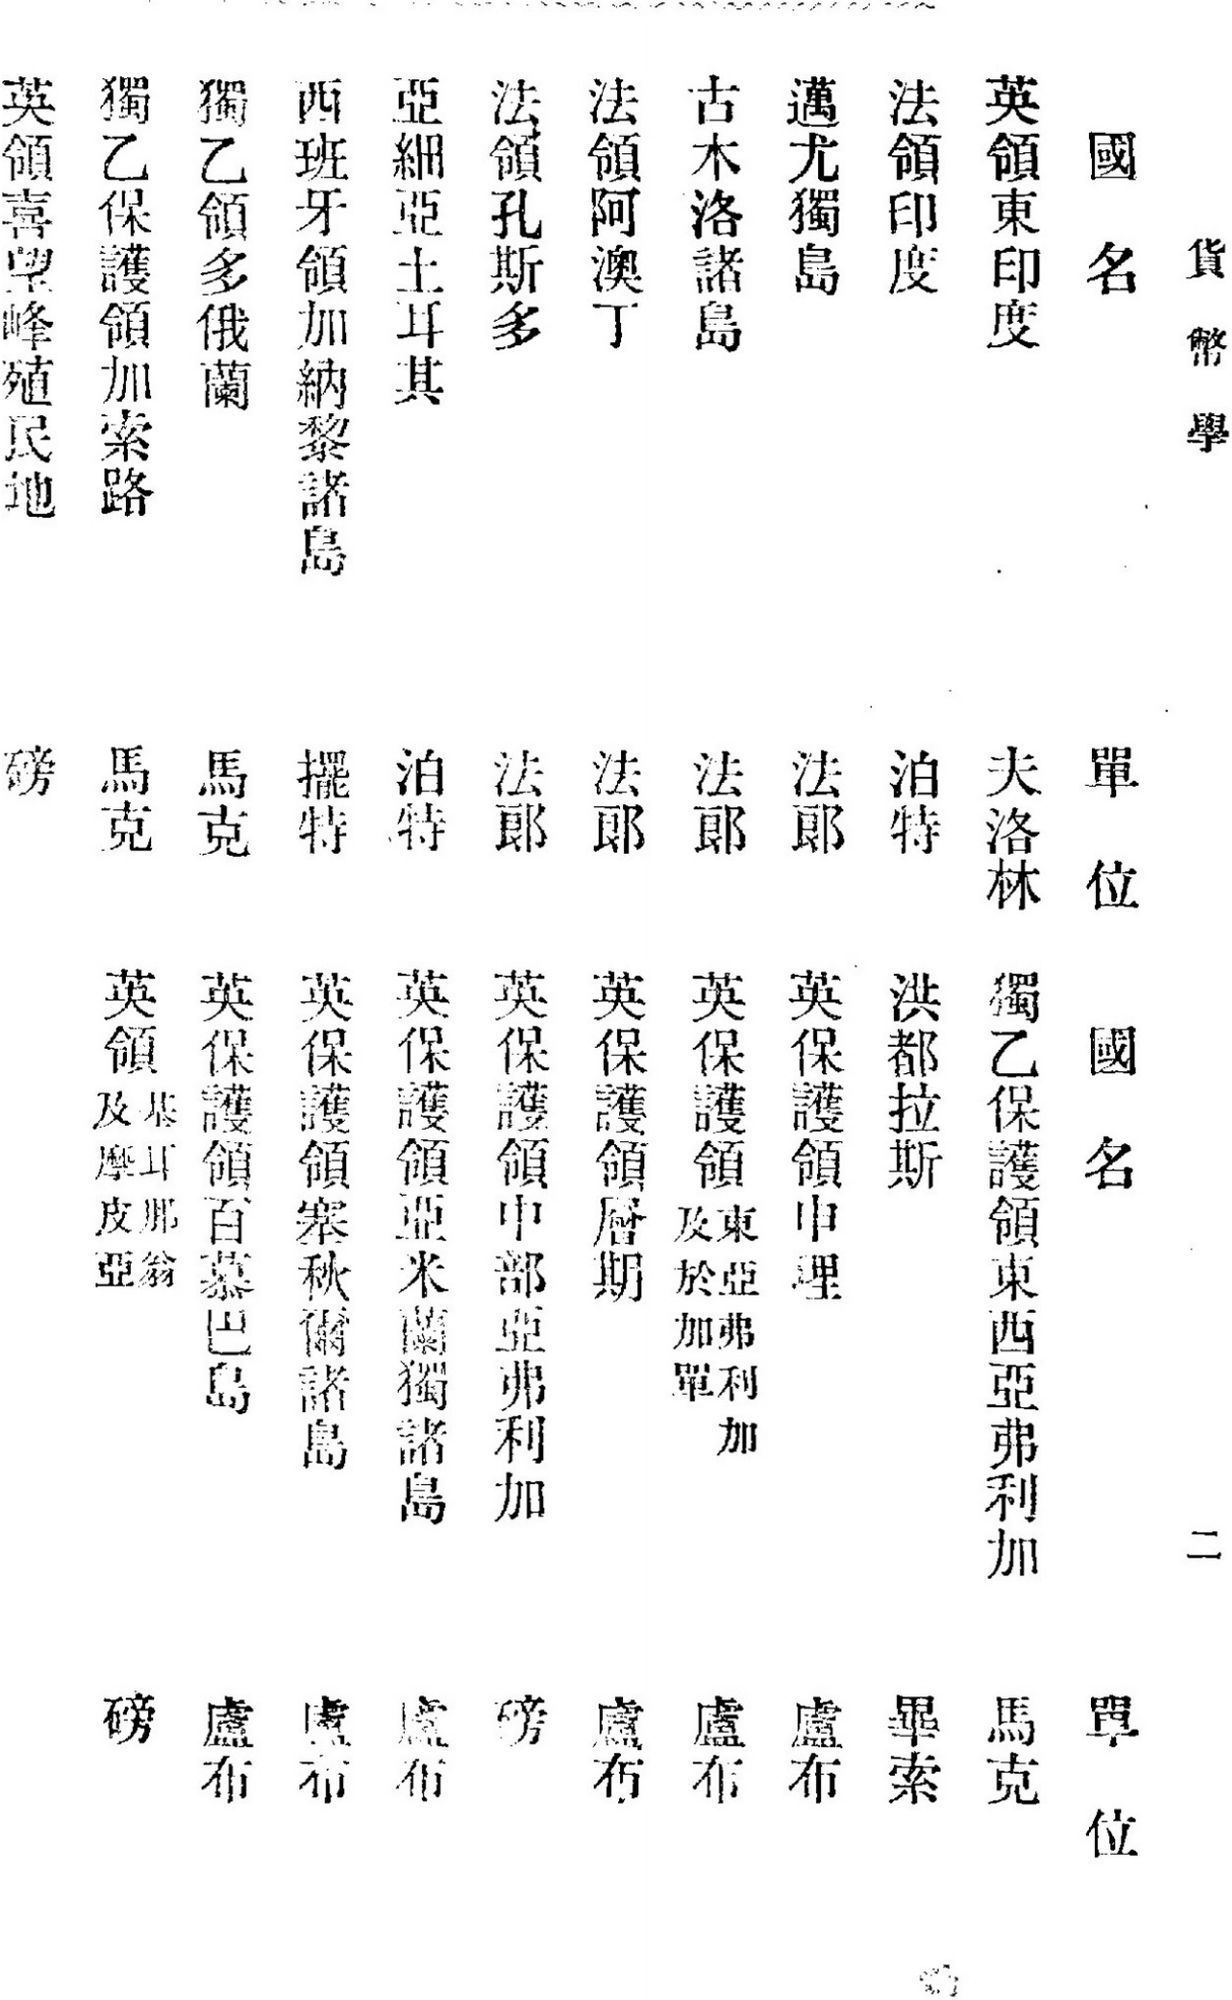 貨幣學
二
國名 單位 國名 單位
英領東印度 夫洛林 獨乙保護領東西亞弗利加 馬克
法領印度 泊特 洪都拉斯 畢索
邁尤獨島 法郎 英保護領申理 盧布
古木洛諸島 法郎 英保護領東亞弗利加及於加單 盧布
法領阿澳丁 法郎 英保護領層期 盧布
法領孔斯多 法郎 英保護領中部亞弗利加 磅
亞細亞土耳其 泊特 英保護領亞米蘭獨諸島 盧布
西班牙領加納黎諸島 擺特 英保護領塞秋爾諸島 盧布
獨乙領多俄蘭 馬克 英保護領百慕巴島 盧布
獨乙保護領加索路 馬克 英領基耳那翁及摩皮亞 磅
英領喜望峰殖民地 磅